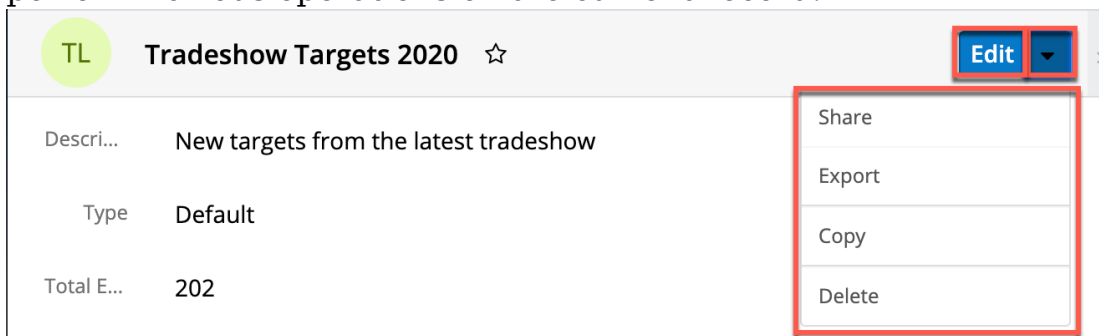 TL Tradeshow Targets 2020 Edit
Share
Descri... New targets from the latest tradeshow
Export
Type Default
Copy
Total E... 202
Delete